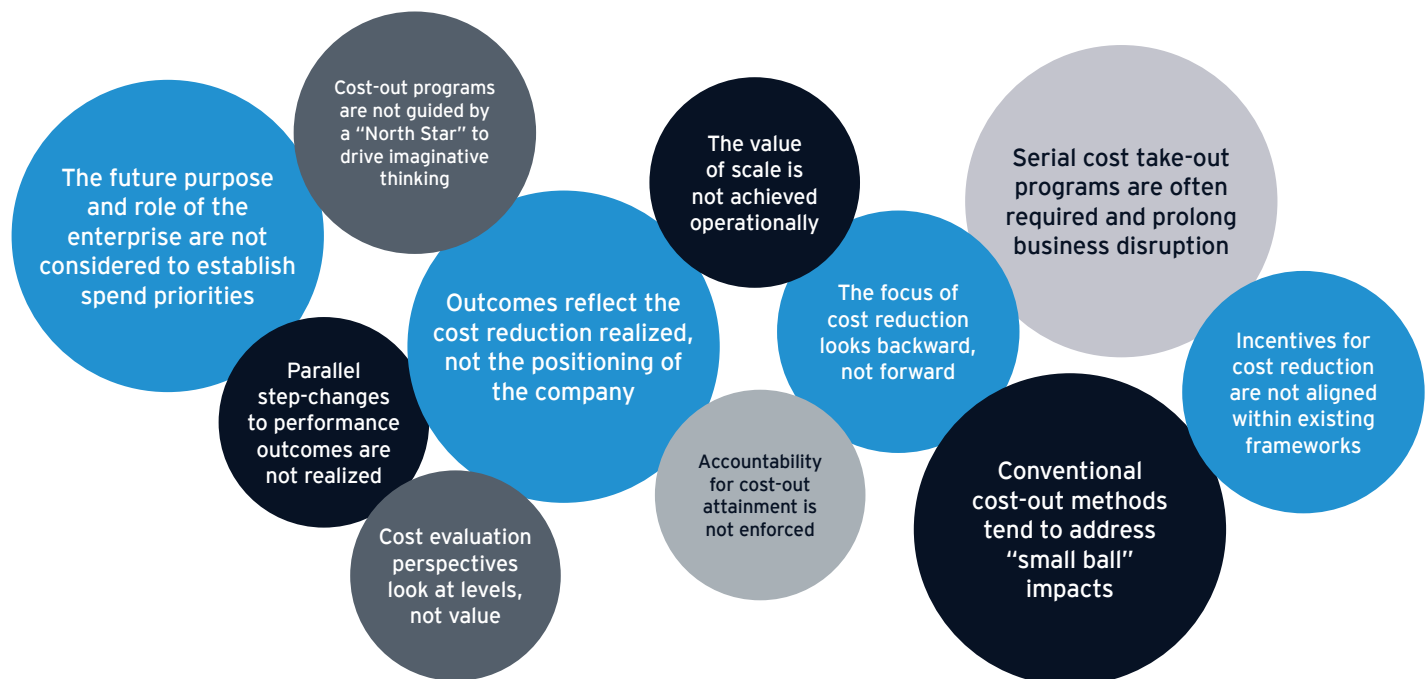 Cost-out programs
are not guided by
a “North Star” to
drive imaginative
thinking
The future purpose
and role of the
enterprise are not
considered to establish
spend priorities
The value
of scale is
not achieved
operationally
Serial cost take-out
programs are often
required and prolong
business disruption
Outcomes reflect the
cost reduction realized,
not the positioning of
the company
The focus of
cost reduction
looks backward,
not forward
Incentives for
cost reduction
are not aligned
within existing
frameworks
Parallel
step-changes
to performance
outcomes are
not realized
Accountability
for cost-out
attainment is
not enforced
Conventional
cost-out methods
tend to address
“small ball”
impacts
Cost evaluation
perspectives
look at levels,
not value